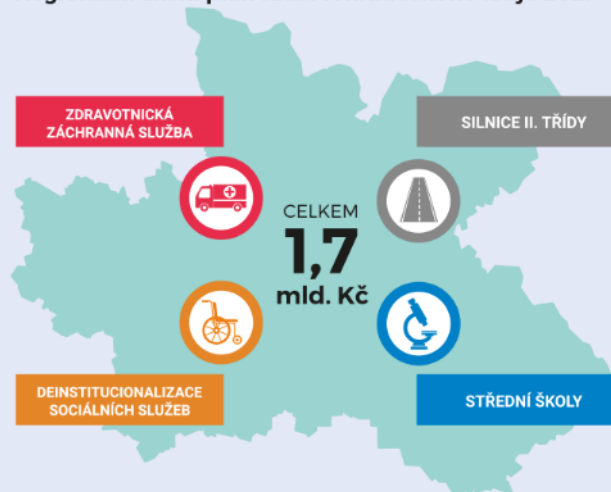 ZDRAVOTNICKÁ
ZÁCHRANNÁ SLUŽBA
SILNICE II. TŘÍDY
CELKEM
1,7
mld. Kč
DEINSTITUCIONALIZACE
SOCIÁLNÍCH SLUŽEB
STŘEDNÍ ŠKOLY